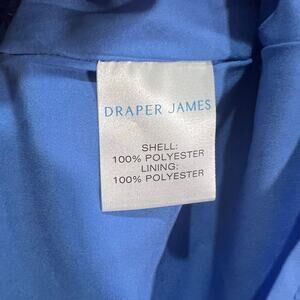 DRAPER JAMES
SHELL:
100% POLYESTER
LINING:
100% POLYESTER